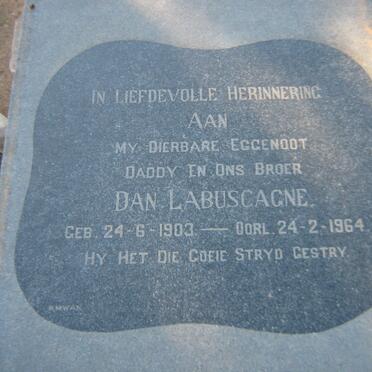 IN LIEFDEVOLLE HERINNERING
AAN
MY DIERBARE EGGENOOT
DADDY EN ONS BROER
DAN LABUSCAGNE.
GEB. 24-6-1903. — OORL. 24-2-1964.
HY HET DIE GOEIE STRYD GESTRY.